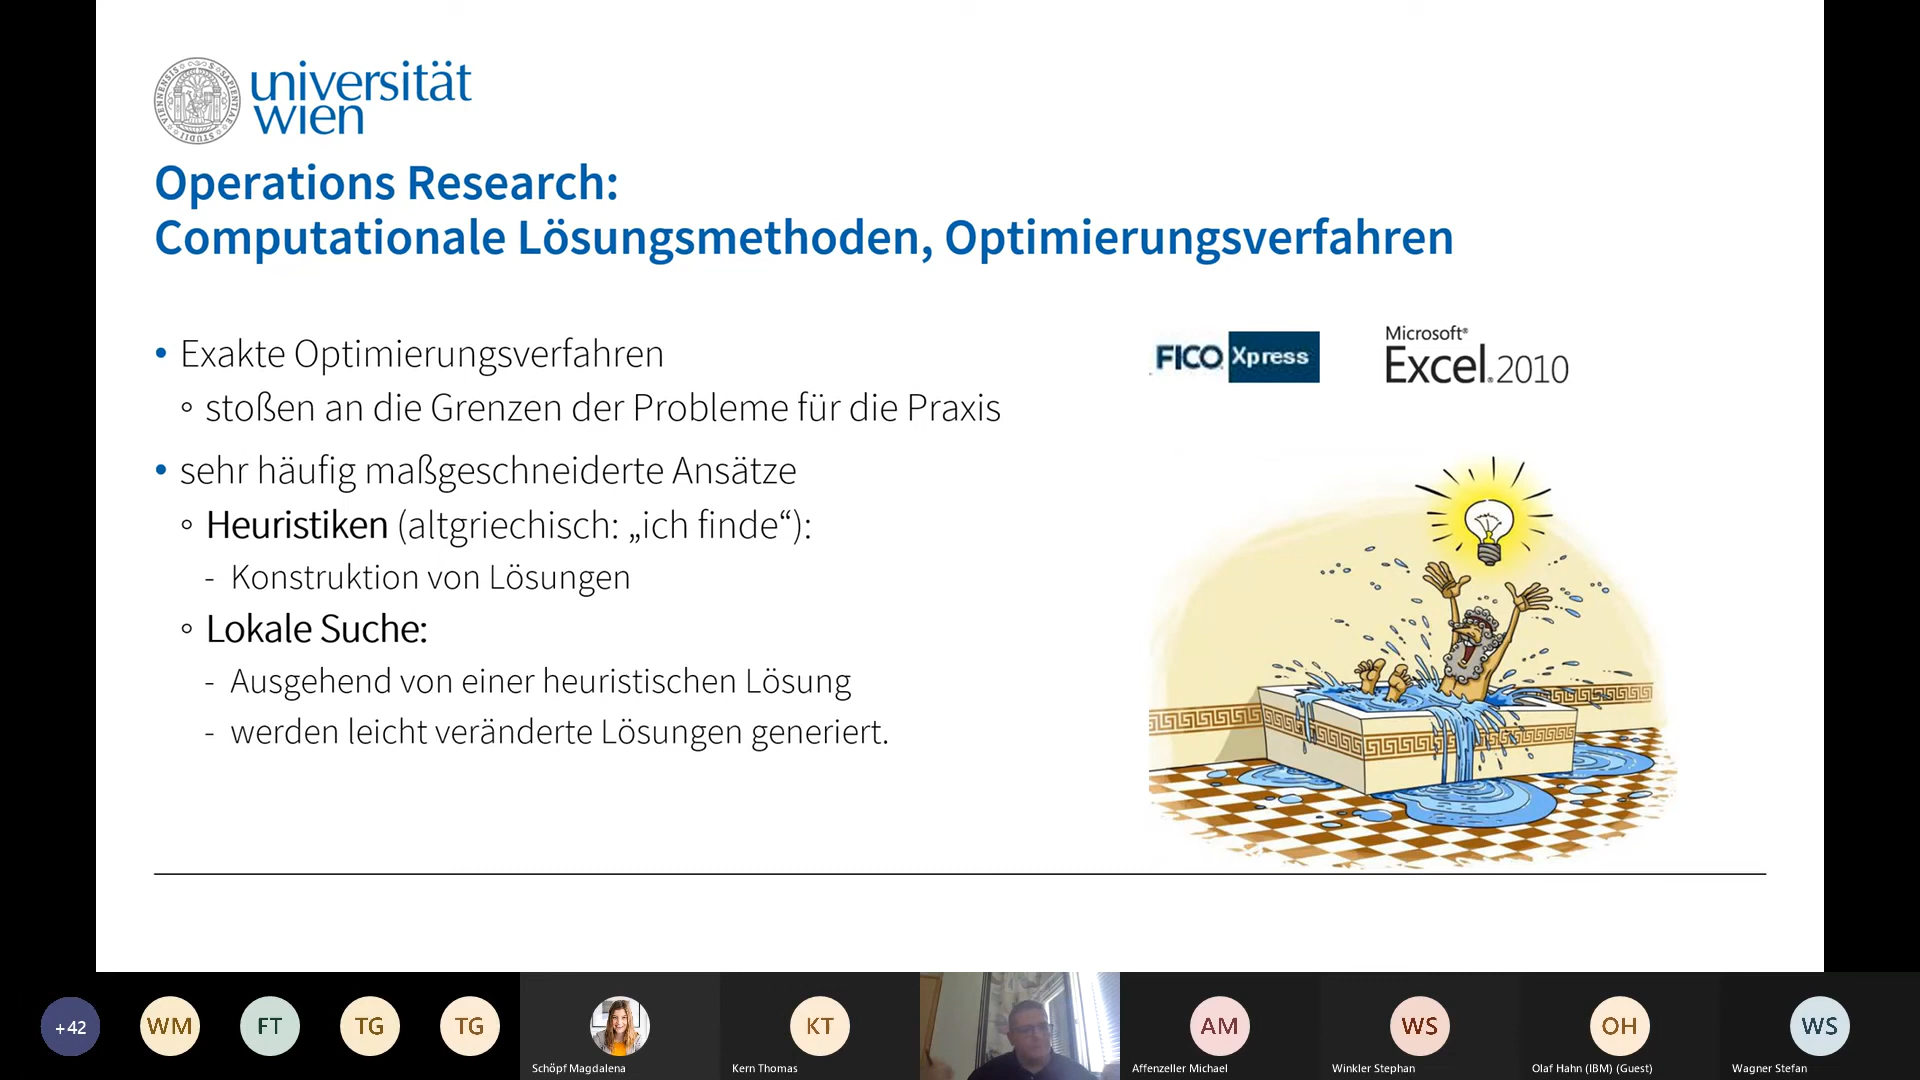 universität
wien
Operations Research:
Computationale Lösungsmethoden, Optimierungsverfahren
• Exakte Optimierungsverfahren
◦ stoßen an die Grenzen der Probleme für die Praxis
• sehr häufig maßgeschneiderte Ansätze
◦ Heuristiken (altgriechisch: „ich finde“):
- Konstruktion von Lösungen
◦ Lokale Suche:
- Ausgehend von einer heuristischen Lösung
- werden leicht veränderte Lösungen generiert.
FICO Xpress
Microsoft®
Excel® 2010
+42
WM
FT
TG
TG
Schöpf Magdalena
KT
Kern Thomas
AM
Affenzeller Michael
WS
Winkler Stephan
OH
Olaf Hahn (IBM) (Guest)
WS
Wagner Stefan